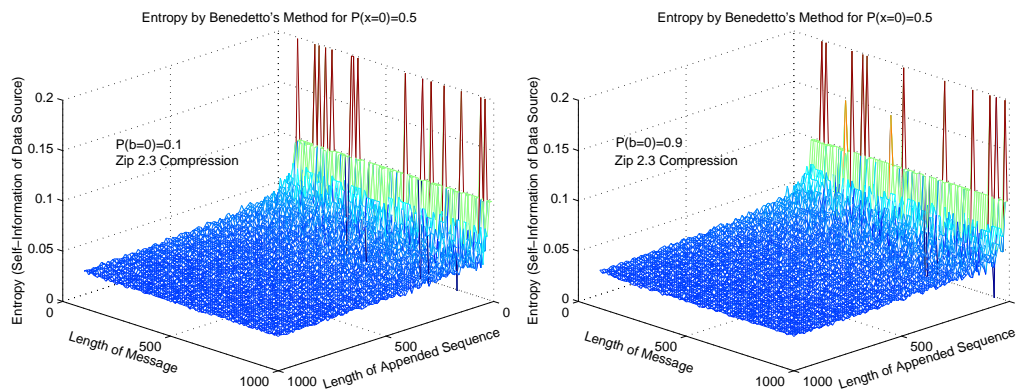 Entropy by Benedetto's Method for P(x=0)=0.5
Entropy (Self−Information of Data Source)
0.2
0.15
0.1
0.05
0
P(b=0)=0.1
Zip 2.3 Compression
0
500
1000
Length of Message
1000
500
0
Length of Appended Sequence
Entropy by Benedetto's Method for P(x=0)=0.5
Entropy (Self−Information of Data Source)
0.2
0.15
0.1
0.05
0
P(b=0)=0.9
Zip 2.3 Compression
0
500
1000
Length of Message
1000
500
0
Length of Appended Sequence